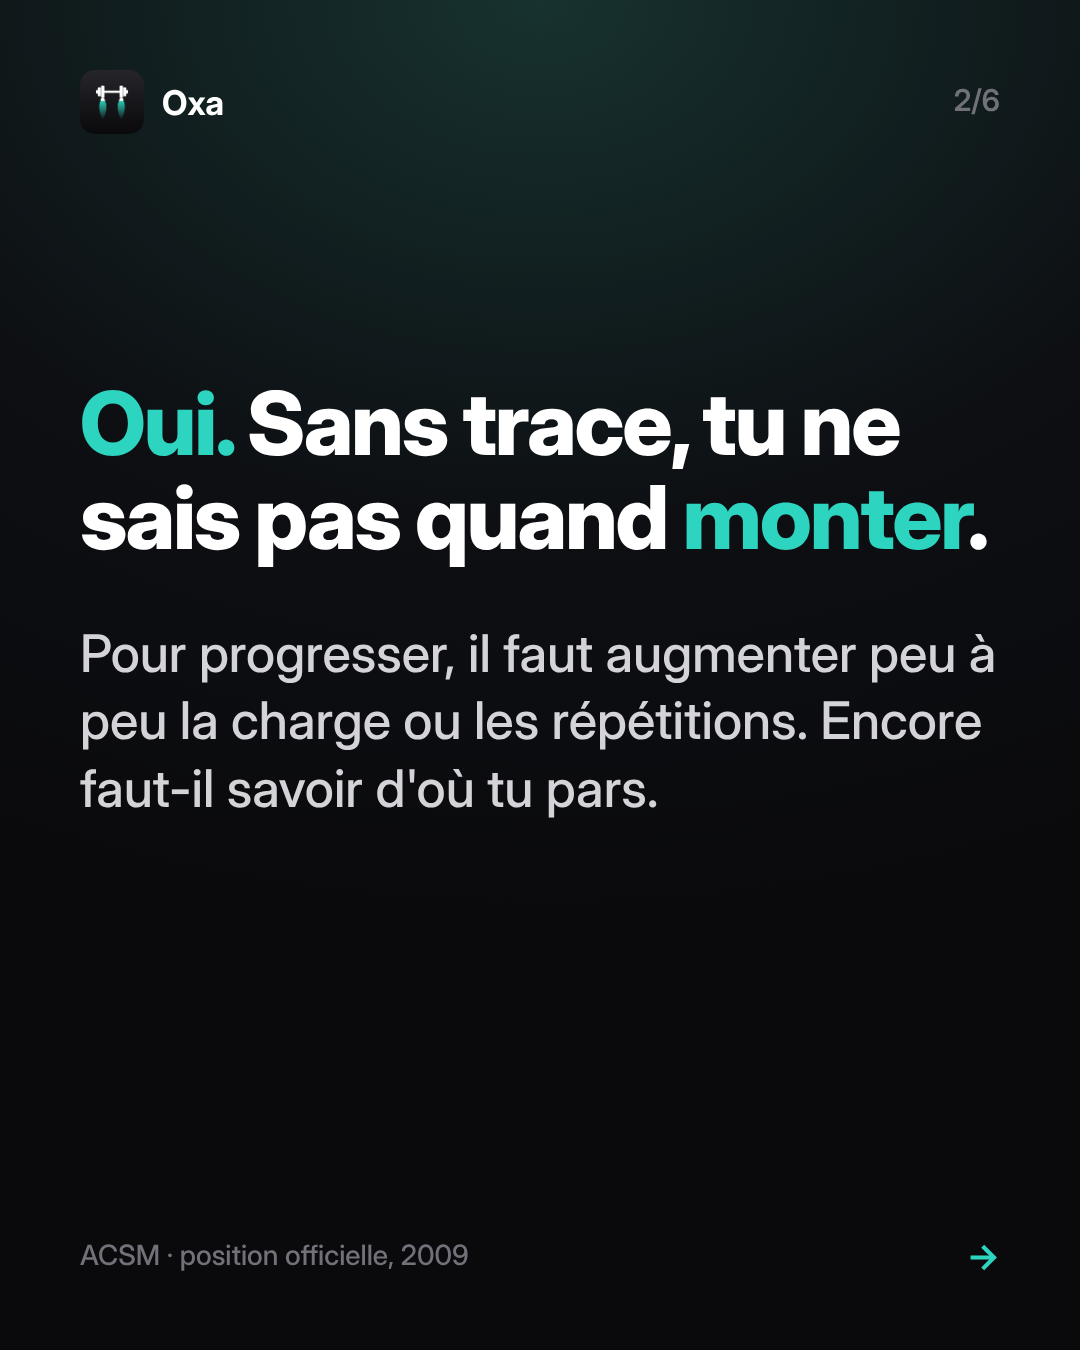 Oxa
2/6
Oui. Sans trace, tu ne
sais pas quand monter.
Pour progresser, il faut augmenter peu à
peu la charge ou les répétitions. Encore
faut-il savoir d'où tu pars.
ACSM · position officielle, 2009
→